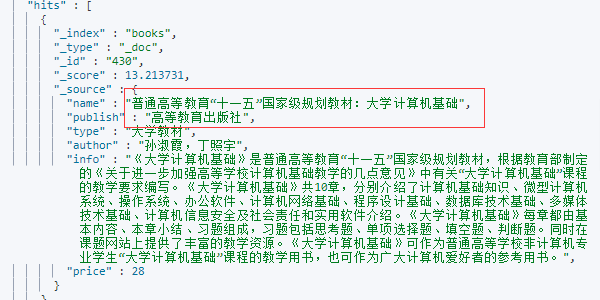 "hits" : [
{
"_index" : "books",
"_type" : "_doc",
"_id" : "430",
"_score" : 13.213731,
"_source" : {
"name" : "普通高等教育“十一五”国家级规划教材：大学计算机基础",
"publish" : "高等教育出版社",
"type" : "大学教材",
"author" : "孙淑霞，丁照宇",
"info" : "《大学计算机基础》是普通高等教育“十一五”国家级规划教材，根据教育部制定
的《关于进一步加强高等学校计算机基础教学的几点意见》中有关“大学计算机基础”课程
的教学要求编写。《大学计算机基础》共10章，分别介绍了计算机基础知识、微型计算机
系统、操作系统、办公软件、计算机网络基础、程序设计基础、数据库技术基础、多媒体
技术基础、计算机信息安全及社会责任和实用软件介绍。《大学计算机基础》每章都由基
本内容、本章小结、习题组成，习题包括思考题、单项选择题、填空题、判断题。同时在
课题网站上提供了丰富的教学资源。《大学计算机基础》可作为普通高等学校非计算机专
业学生“大学计算机基础”课程的教学用书，也可作为广大计算机爱好者的参考用书。",
"price" : 28
}
}